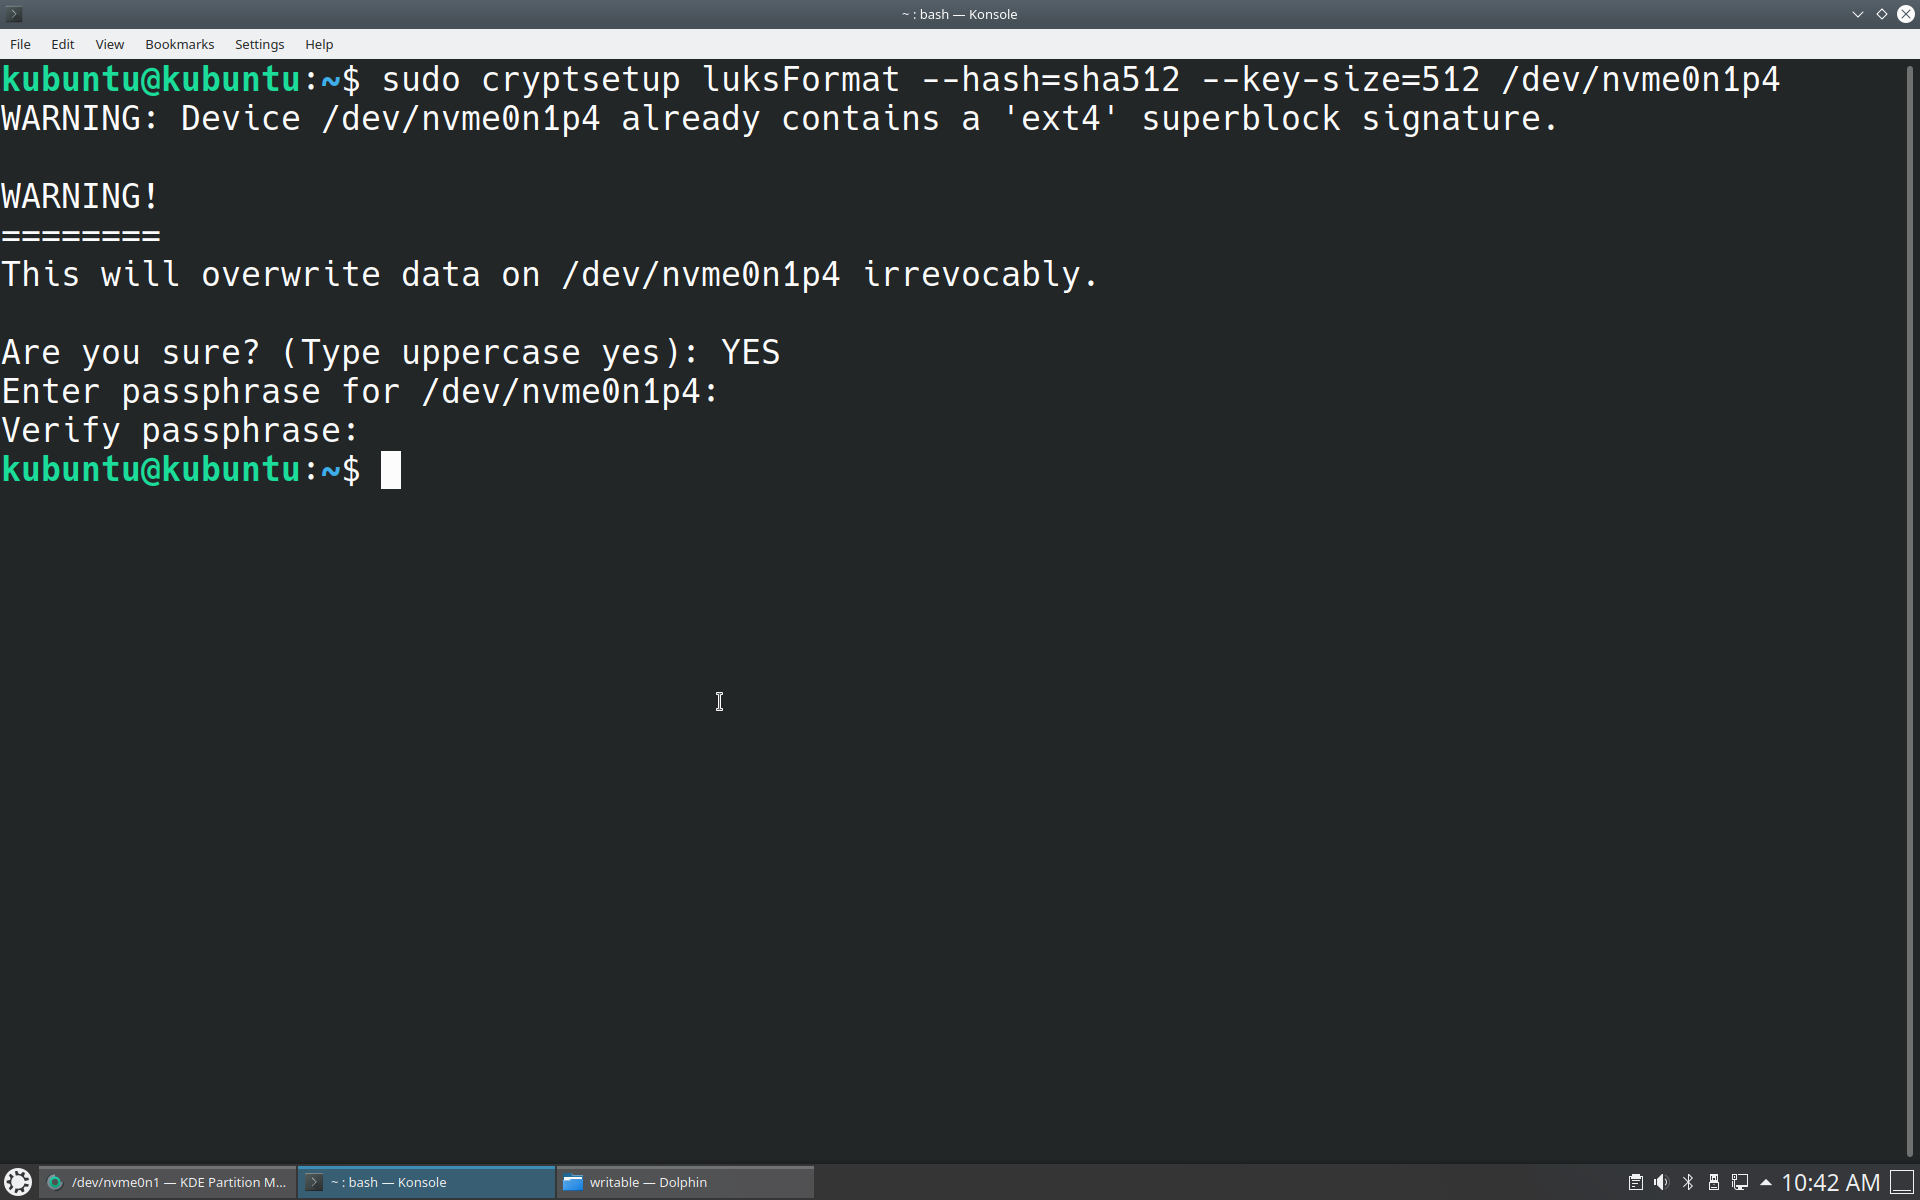 ~ : bash — Konsole
File Edit View Bookmarks Settings Help
kubuntu@kubuntu:~$ sudo cryptsetup luksFormat --hash=sha512 --key-size=512 /dev/nvme0n1p4
WARNING: Device /dev/nvme0n1p4 already contains a 'ext4' superblock signature.
WARNING!
========
This will overwrite data on /dev/nvme0n1p4 irrevocably.
Are you sure? (Type uppercase yes): YES
Enter passphrase for /dev/nvme0n1p4:
Verify passphrase:
kubuntu@kubuntu:~$
/dev/nvme0n1 — KDE Partition M... ~ : bash — Konsole writable — Dolphin 10:42 AM